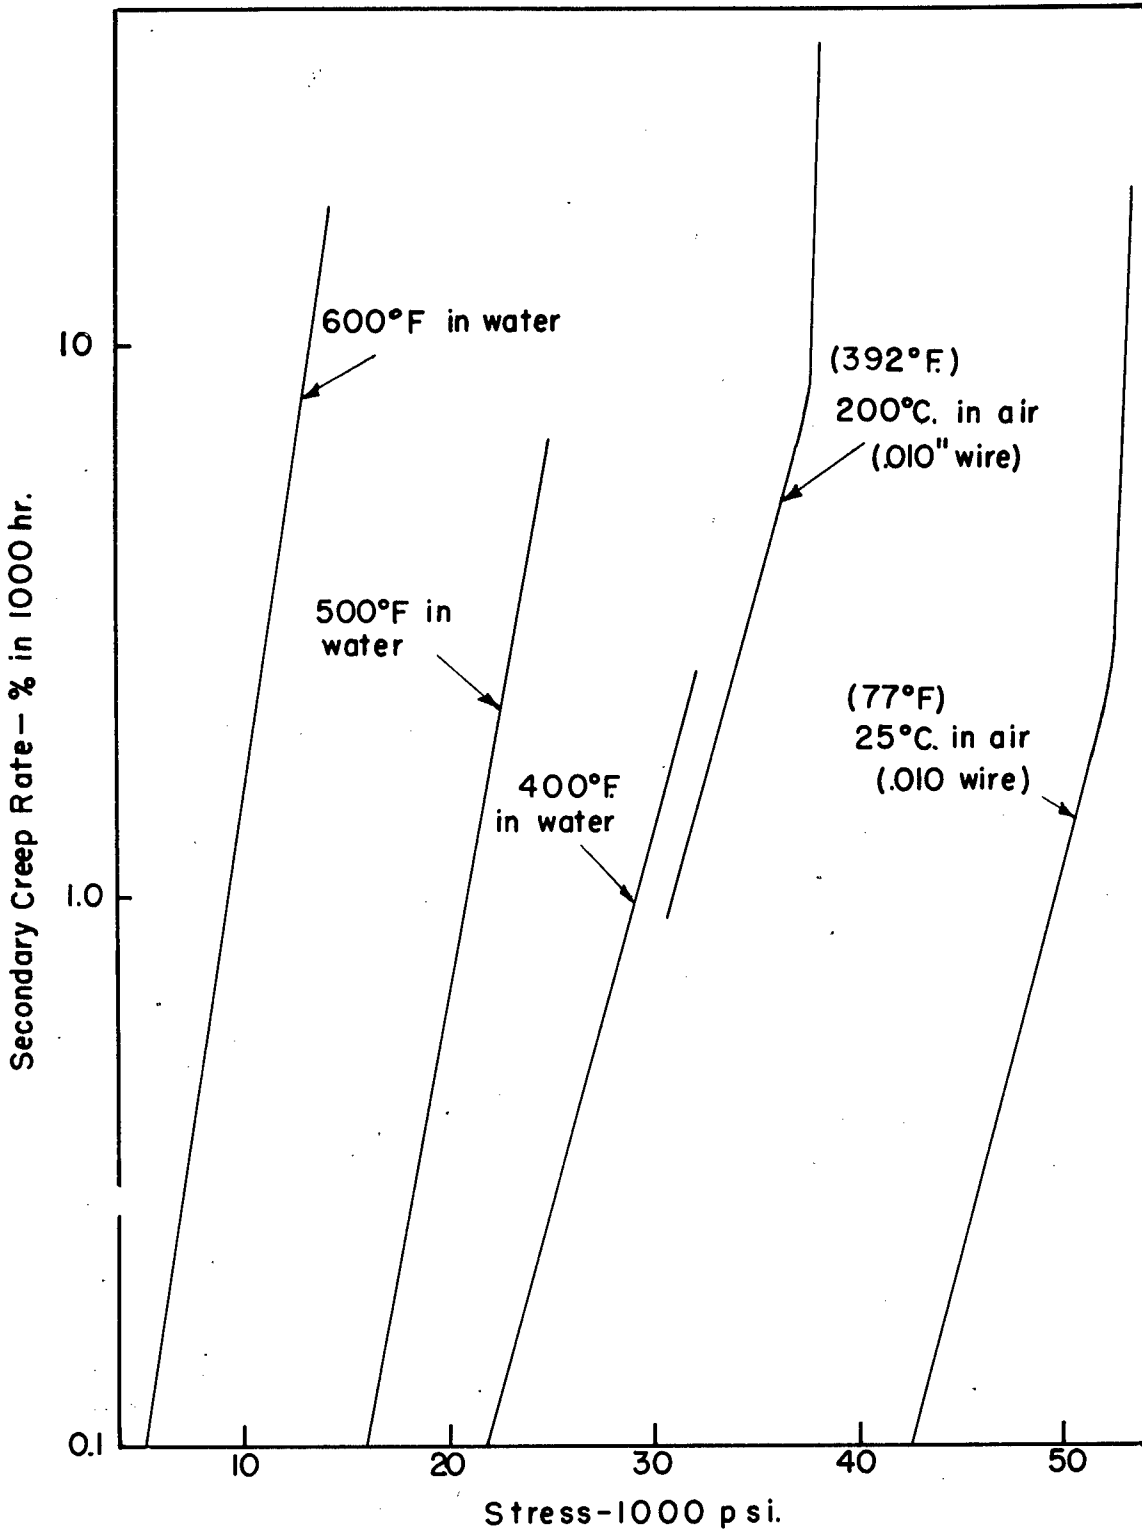 600°F in water
10
(392°F.)
200°C. in air
(.010" wire)
500°F in
water
(77°F)
25°C. in air
(.010 wire)
400°F.
in water
1.0
0.1
10
20
30
40
50
Stress-1000 psi.
Secondary Creep Rate-% in 1000 hr.